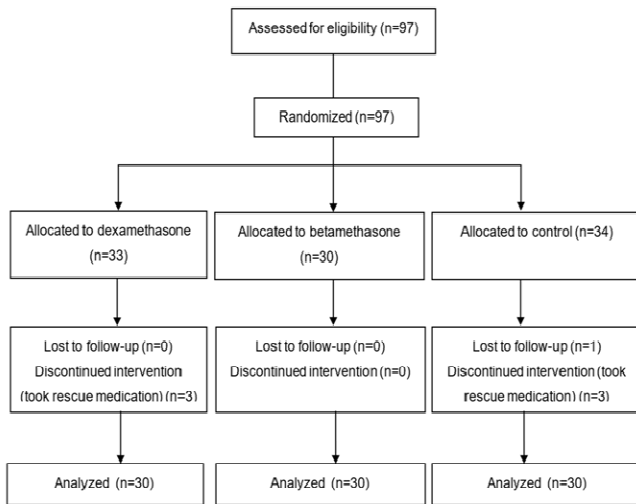 Assessed for eligibility (n=97)
Randomized (n=97)
Allocated to dexamethasone
(n=33)
Allocated to betamethasone
(n=30)
Allocated to control (n=34)
Lost to follow-up (n=0)
Discontinued intervention
(took rescue medication) (n=3)
Lost to follow-up (n=0)
Discontinued intervention (n=0)
Lost to follow-up (n=1)
Discontinued intervention (took
rescue medication) (n=3)
Analyzed (n=30)
Analyzed (n=30)
Analyzed (n=30)